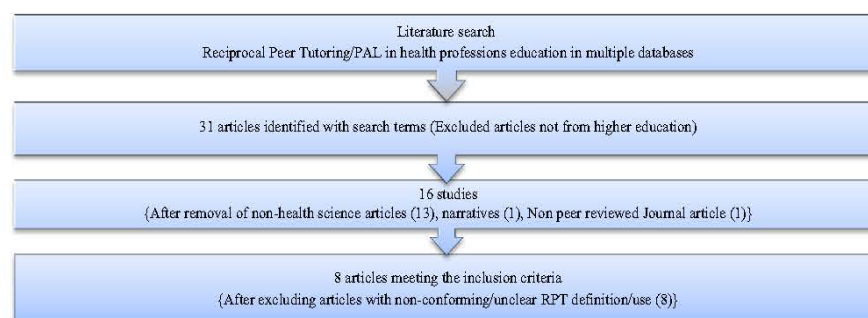 Literature search
Reciprocal Peer Tutoring/PAL in health professions education in multiple databases
31 articles identified with search terms (Excluded articles not from higher education)
16 studies
{After removal of non-health science articles (13), narratives (1), Non peer reviewed Journal article (1)}
8 articles meeting the inclusion criteria
{After excluding articles with non-conforming/unclear RPT definition/use (8)}